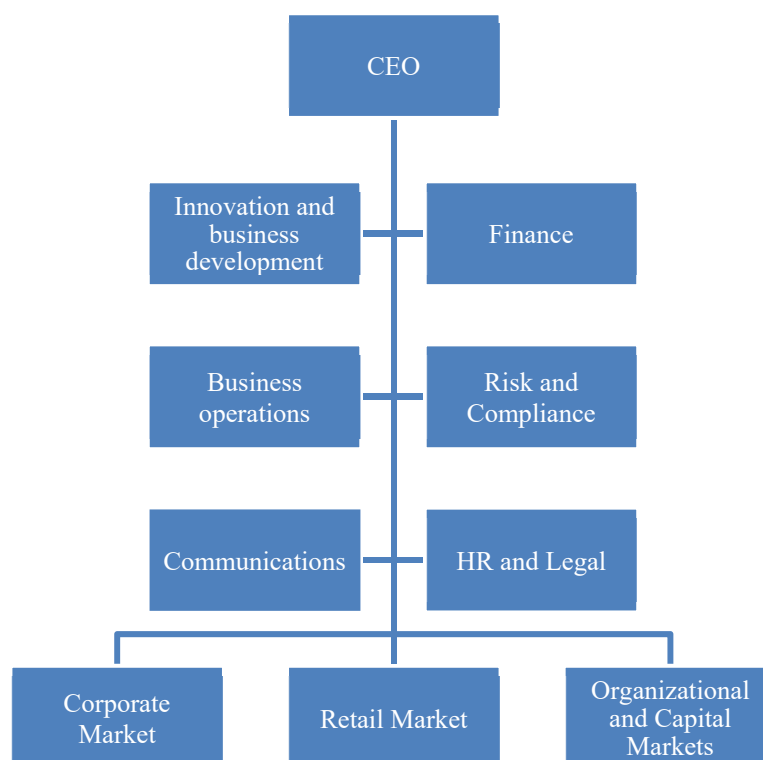 CEO
Innovation and
business
development
Finance
Business
operations
Risk and
Compliance
Communications
HR and Legal
Corporate
Market
Retail Market
Organizational
and Capital
Markets